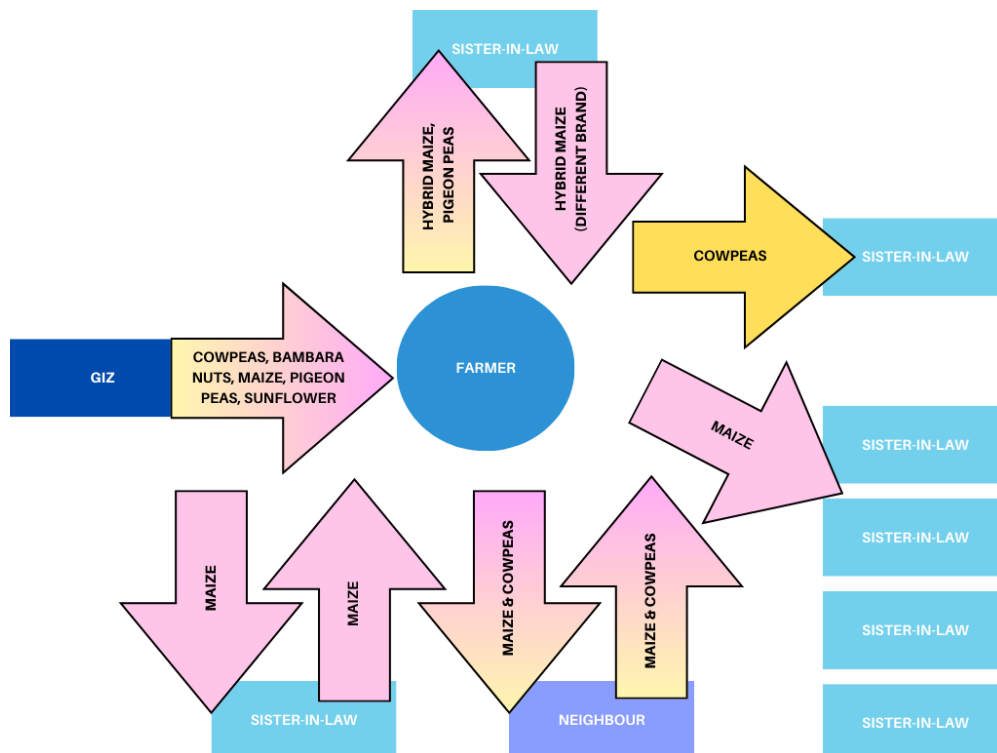 SISTER-IN-LAW
HYBRID MAIZE,
PIGEON PEAS
HYBRID MAIZE
(DIFFERENT BRAND)
COWPEAS
SISTER-IN-LAW
GIZ
COWPEAS, BAMBARA
NUTS, MAIZE, PIGEON
PEAS, SUNFLOWER
FARMER
MAIZE
SISTER-IN-LAW
SISTER-IN-LAW
SISTER-IN-LAW
SISTER-IN-LAW
MAIZE
MAIZE
MAIZE & COWPEAS
MAIZE & COWPEAS
SISTER-IN-LAW
NEIGHBOUR